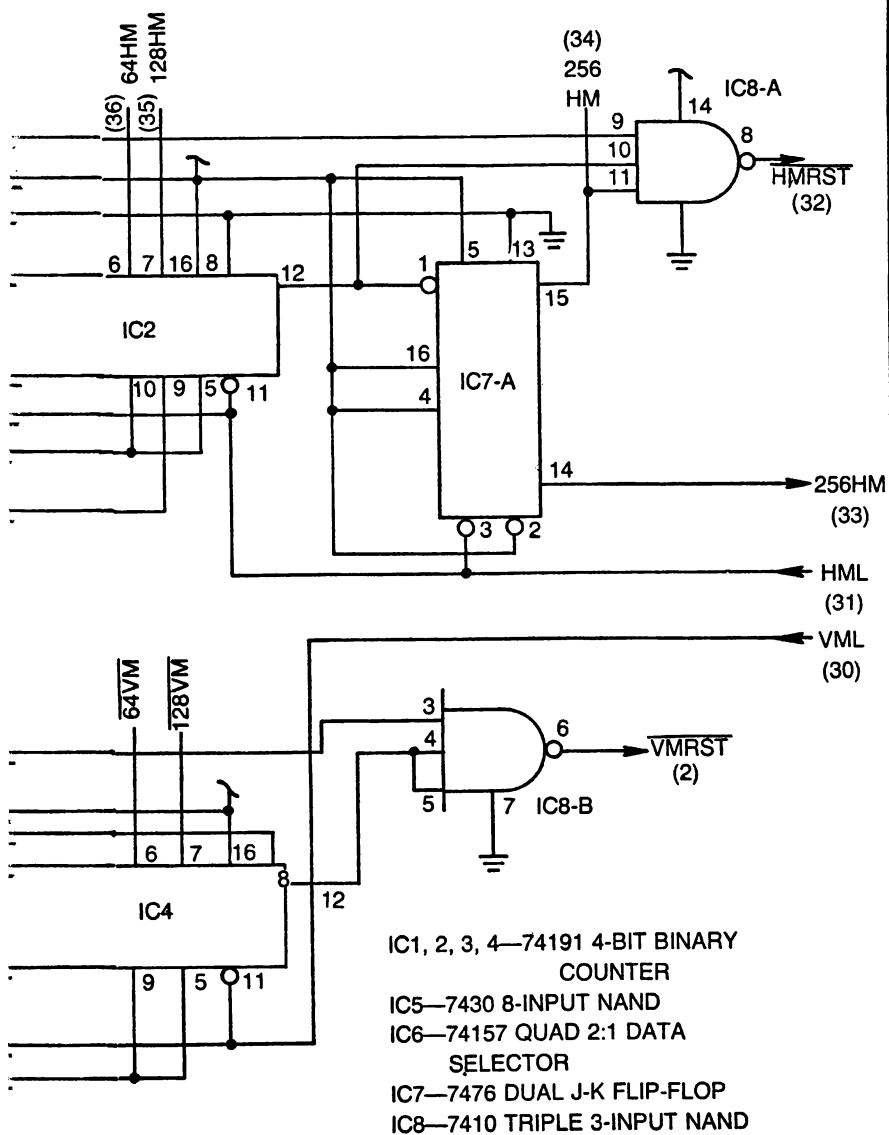 (36) 64HM
(35) 128HM
(34)
256
HM
IC8-A
14
9
10
11
8
HMRST
(32)
6 7 16 8
12
IC2
10 9 5 11
1
5 13
15
16
4
IC7-A
14
3 2
256HM
(33)
HML
(31)
VML
(30)
64VM
128VM
3
4
5
6
7
IC8-B
VMRST
(2)
6 7 16
8
12
IC4
9 5 11
IC1, 2, 3, 4—74191 4-BIT BINARY
COUNTER
IC5—7430 8-INPUT NAND
IC6—74157 QUAD 2:1 DATA
SELECTOR
IC7—7476 DUAL J-K FLIP-FLOP
IC8—7410 TRIPLE 3-INPUT NAND